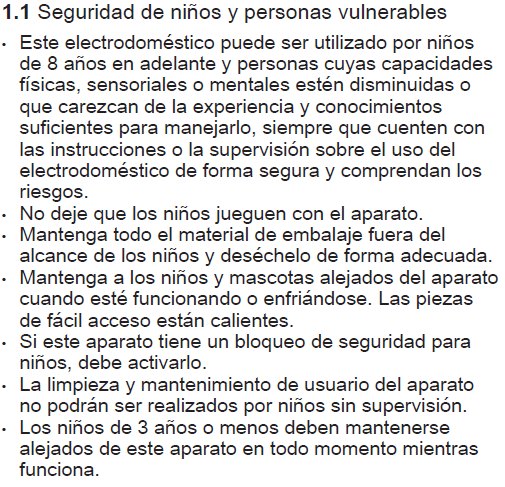 1.1 Seguridad de niños y personas vulnerables
• Este electrodoméstico puede ser utilizado por niños
de 8 años en adelante y personas cuyas capacidades
físicas, sensoriales o mentales estén disminuidas o
que carezcan de la experiencia y conocimientos
suficientes para manejarlo, siempre que cuenten con
las instrucciones o la supervisión sobre el uso del
electrodoméstico de forma segura y comprendan los
riesgos.
• No deje que los niños jueguen con el aparato.
• Mantenga todo el material de embalaje fuera del
alcance de los niños y deséchelo de forma adecuada.
• Mantenga a los niños y mascotas alejados del aparato
cuando esté funcionando o enfriándose. Las piezas
de fácil acceso están calientes.
• Si este aparato tiene un bloqueo de seguridad para
niños, debe activarlo.
• La limpieza y mantenimiento de usuario del aparato
no podrán ser realizados por niños sin supervisión.
• Los niños de 3 años o menos deben mantenerse
alejados de este aparato en todo momento mientras
funciona.